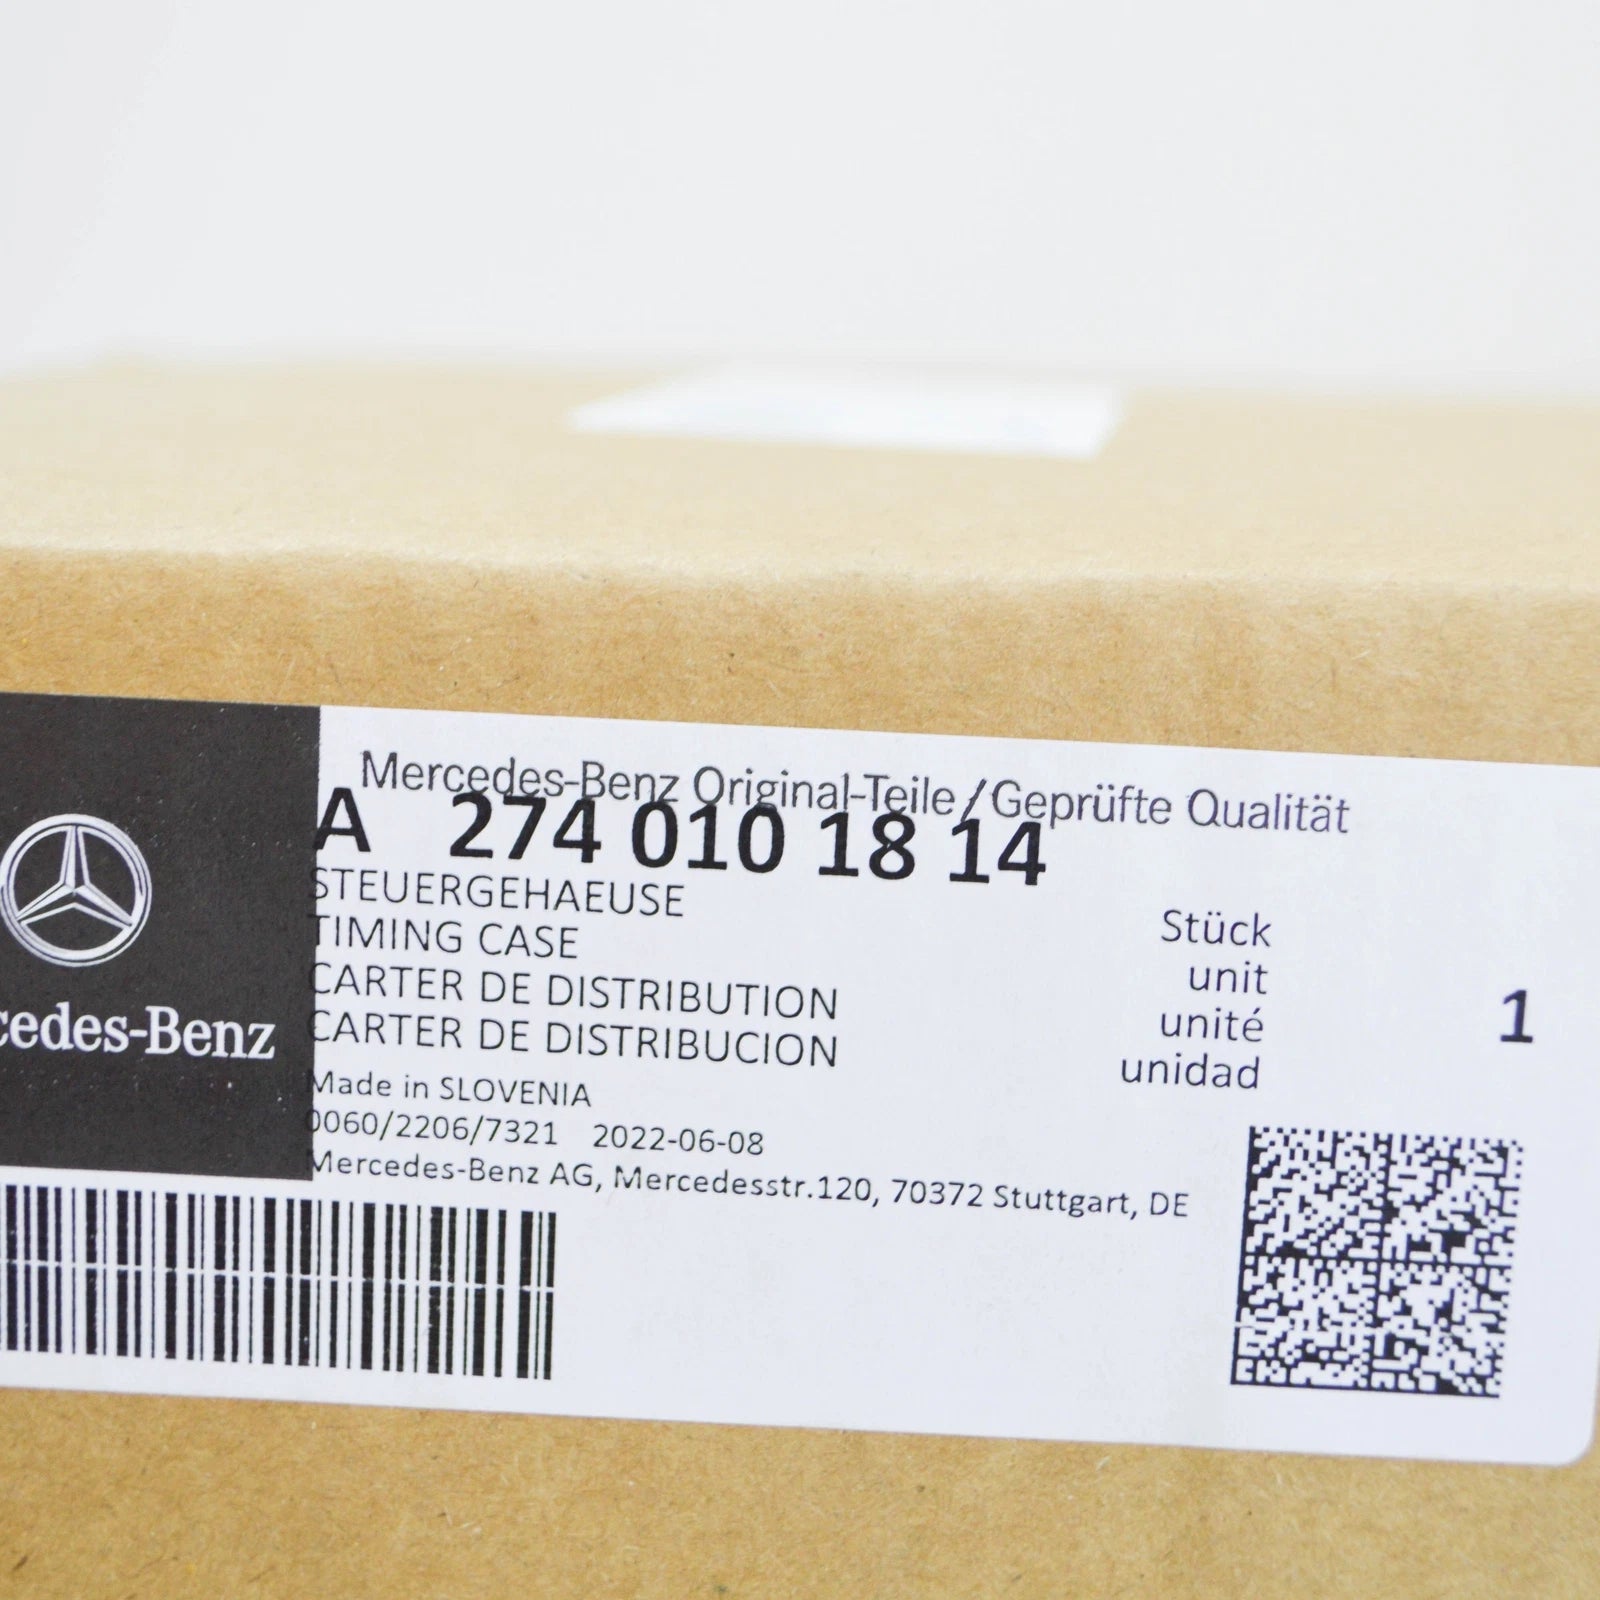 Mercedes-Benz Original-Teile/Geprüfte Qualität
A 274 010 18 14
STEUERGEHAEUSE
TIMING CASE
CARTER DE DISTRIBUTION
CARTER DE DISTRIBUCION
Stück
unit
unité
unidad
1
cedes-Benz
Made in SLOVENIA
0060/2206/7321 2022-06-08
Mercedes-Benz AG, Mercedesstr.120, 70372 Stuttgart, DE